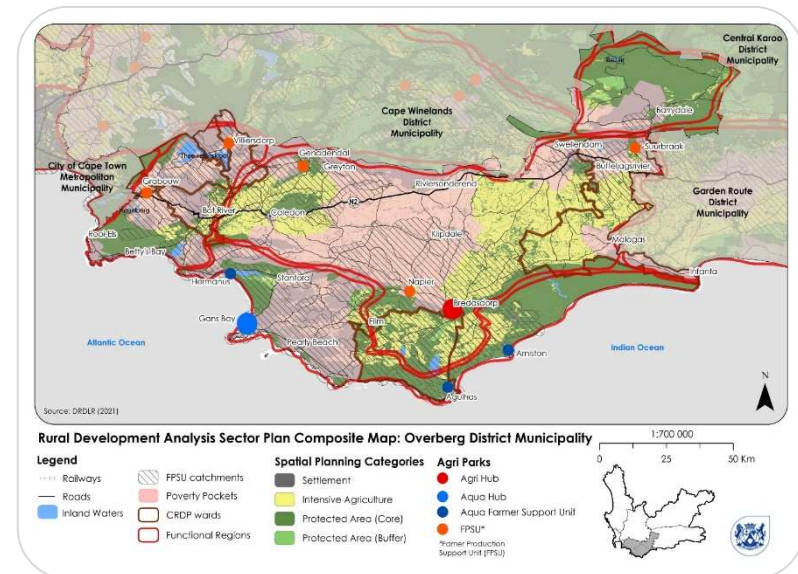 Central Karoo
District
Municipality
Barrydale
Cape Winelands
District
Municipality
Villiersdorp
Swellendam
Suurbraak
Genadendal
Greyton
Buffeljagsrivier
City of Cape Town
Metropolitan
Municipality
Grabouw
Riviersonderend
Garden Route
District
Municipality
N2
Bot River
Caledon
Rooi Els
Klipdale
Malagas
Betty's Bay
Infanta
Hermanus
Stanford
Napier
Bredasdorp
Gans Bay
Elim
Atlantic Ocean
Pearly Beach
Arniston
Indian Ocean
Agulhas
N
Source: DRDLR (2021)
Rural Development Analysis Sector Plan Composite Map: Overberg District Municipality
1:700 000
0 25 50 Km
Legend
Railways
Roads
Inland Waters
FPSU catchments
Poverty Pockets
CRDP wards
Functional Regions
Spatial Planning Categories
Settlement
Intensive Agriculture
Protected Area (Core)
Protected Area (Buffer)
Agri Parks
Agri Hub
Aqua Hub
Aqua Farmer Support Unit
FPSU*
*Farmer Production
Support Unit (FPSU)